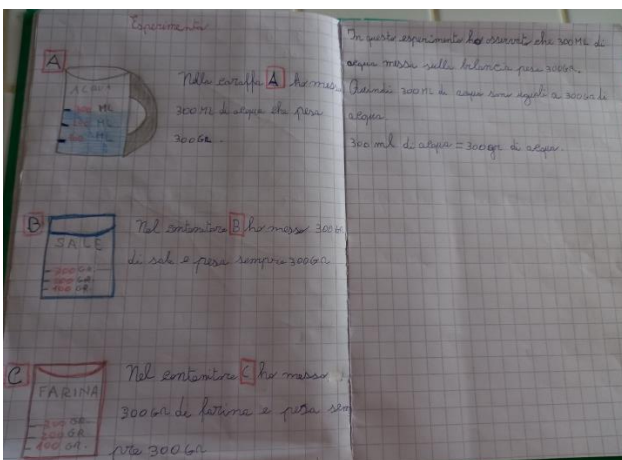 Esperimenti
A
ACQUA
300 ML
200 ML
100 ML
Nella caraffa A ho messo
300 ML di acqua che pesa
300 GR.
B
SALE
300 GR.
200 GR.
100 GR.
Nel contenitore B ho messo 300 GR
di sale e pesa sempre 300 GR
C
FARINA
300 GR.
200 GR.
100 GR.
Nel contenitore C ho messo
300 GR di farina e pesa sem
pre 300 GR
In questo esperimento ho osservato che 300 ML di
acqua messa sulla bilancia pesa 300 GR.
Quindi 300 ML di acqua sono uguali a 300 GR di
acqua.
300 ml di acqua = 300 gr di acqua.